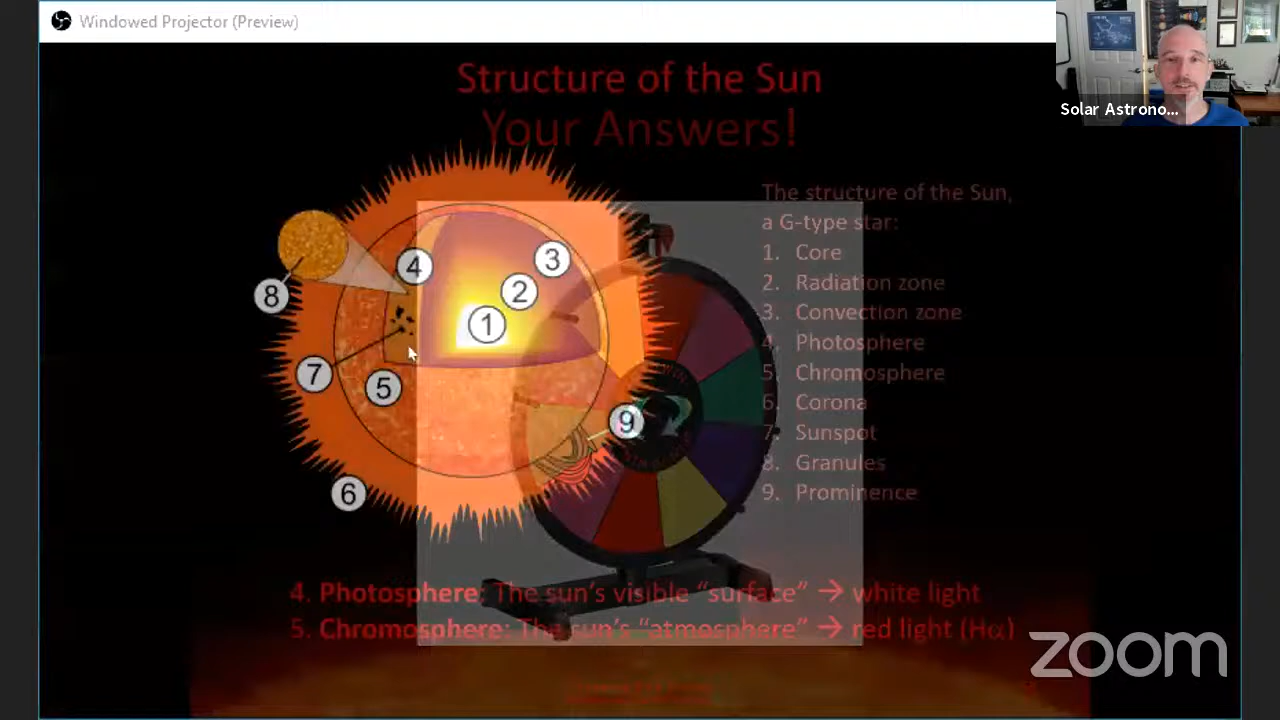 Windowed Projector (Preview)
Solar Astrono...
Structure of the Sun
Your Answers!
The structure of the Sun,
a G-type star:
1. Core
2. Radiation zone
3. Convection zone
4. Photosphere
5. Chromosphere
6. Corona
7. Sunspot
8. Granules
9. Prominence
3
4
2
8
1
7
5
9
6
4. Photosphere: The sun's visible "surface" → white light
5. Chromosphere: The sun's "atmosphere" → red light (Hα)
zoom